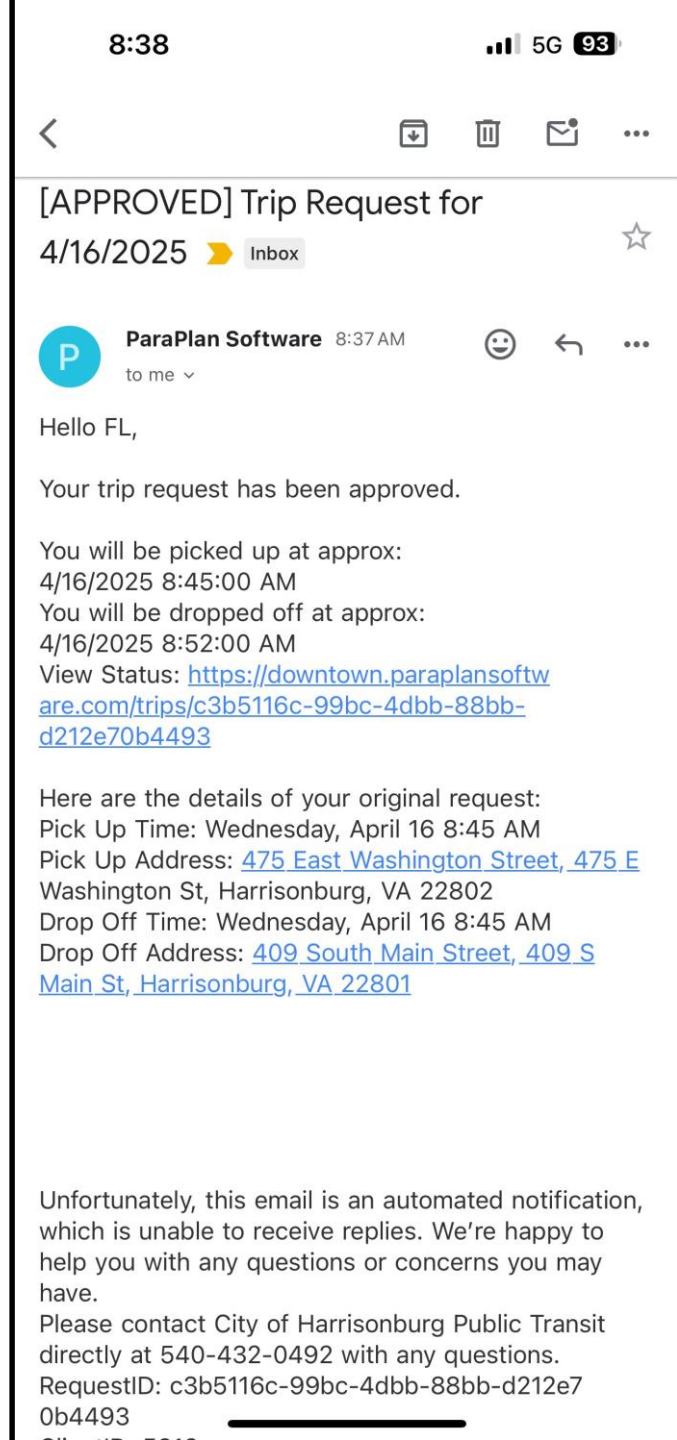 8:38 5G 93
[APPROVED] Trip Request for
4/16/2025 Inbox
P
ParaPlan Software 8:37 AM
to me
Hello FL,
Your trip request has been approved.
You will be picked up at approx:
4/16/2025 8:45:00 AM
You will be dropped off at approx:
4/16/2025 8:52:00 AM
View Status: https://downtown.paraplansoftw
are.com/trips/c3b5116c-99bc-4dbb-88bb-
d212e70b4493
Here are the details of your original request:
Pick Up Time: Wednesday, April 16 8:45 AM
Pick Up Address: 475 East Washington Street, 475 E
Washington St, Harrisonburg, VA 22802
Drop Off Time: Wednesday, April 16 8:45 AM
Drop Off Address: 409 South Main Street, 409 S
Main St, Harrisonburg, VA 22801
Unfortunately, this email is an automated notification,
which is unable to receive replies. We’re happy to
help you with any questions or concerns you may
have.
Please contact City of Harrisonburg Public Transit
directly at 540-432-0492 with any questions.
RequestID: c3b5116c-99bc-4dbb-88bb-d212e7
0b4493